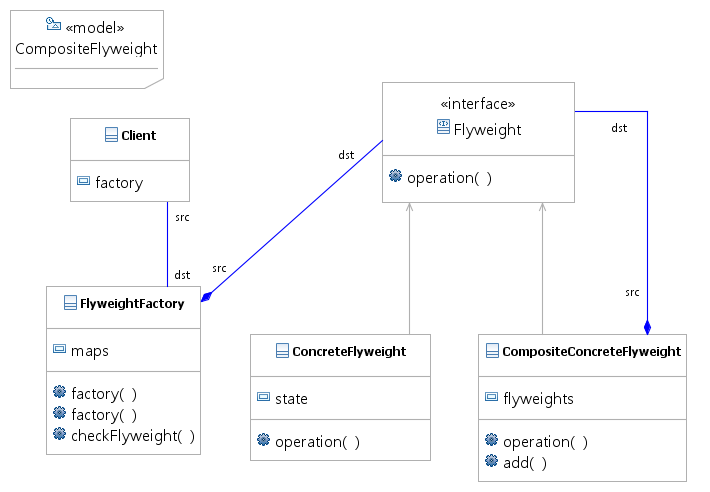 «model»
CompositeFlyweight
«interface»
Flyweight
operation( )
dst
dst
Client
factory
src
dst
src
src
FlyweightFactory
maps
factory( )
factory( )
checkFlyweight( )
ConcreteFlyweight
state
operation( )
CompositeConcreteFlyweight
flyweights
operation( )
add( )